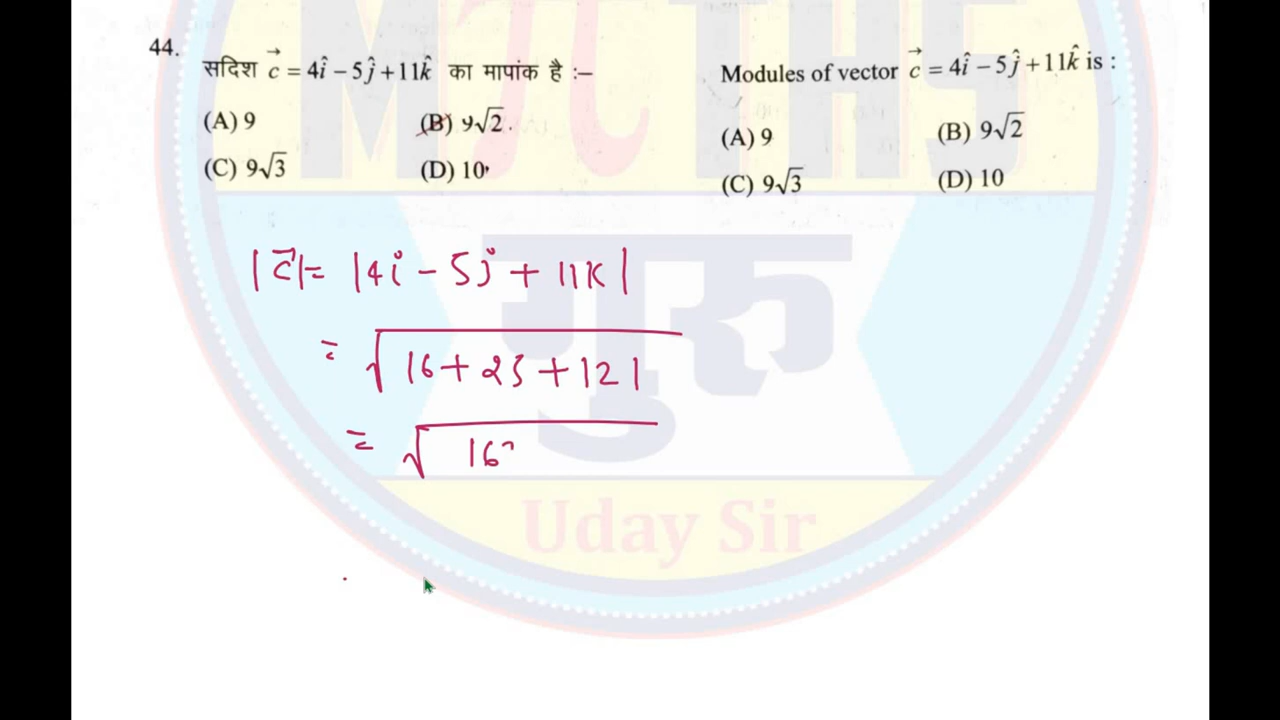 44.
सदिश c⃗ = 4î − 5ĵ + 11k̂ का मापांक है :–
(A) 9 (B) 9√2.
(C) 9√3 (D) 10
Modules of vector c⃗ = 4î − 5ĵ + 11k̂ is :
(A) 9 (B) 9√2
(C) 9√3 (D) 10
|c⃗| = |4i − 5j + 11k|
= √16 + 25 + 121
= √16
MπTHS
गुरु
Uday Sir